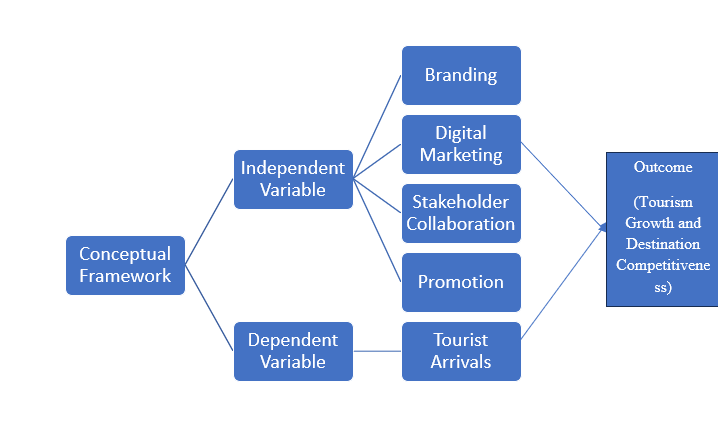 Conceptual
Framework
Independent
Variable
Dependent
Variable
Branding
Digital
Marketing
Stakeholder
Collaboration
Promotion
Tourist
Arrivals
Outcome
(Tourism
Growth and
Destination
Competitivene
ss)